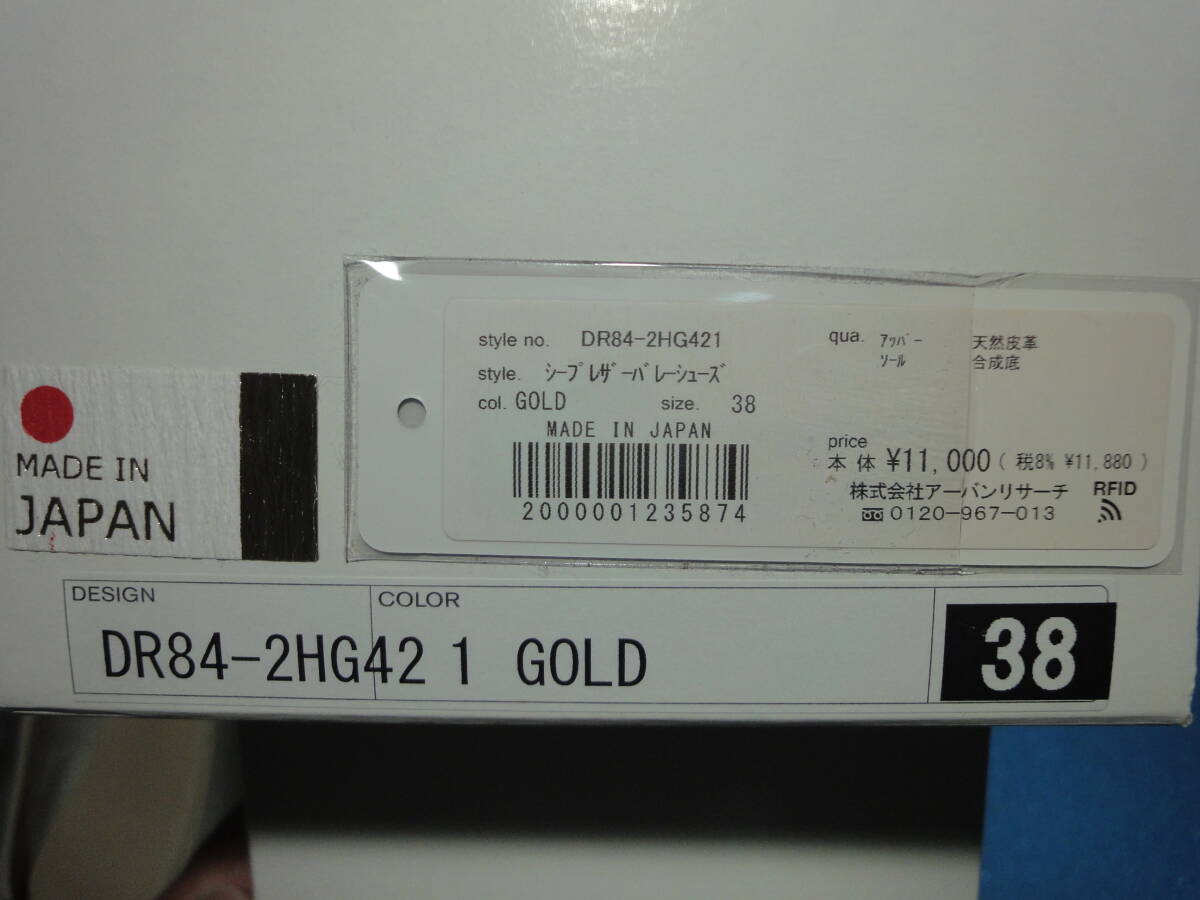 style no. DR84-2HG421
style. シープレザーバレーシューズ
col. GOLD size. 38
MADE IN JAPAN
2000001235874
qua. アッパー 天然皮革
ソール 合成底
price
本体 ¥11,000 ( 税8% ¥11,880 )
株式会社アーバンリサーチ
0120-967-013
RFID
MADE IN
JAPAN
DESIGN COLOR
DR84-2HG42 1 GOLD 38